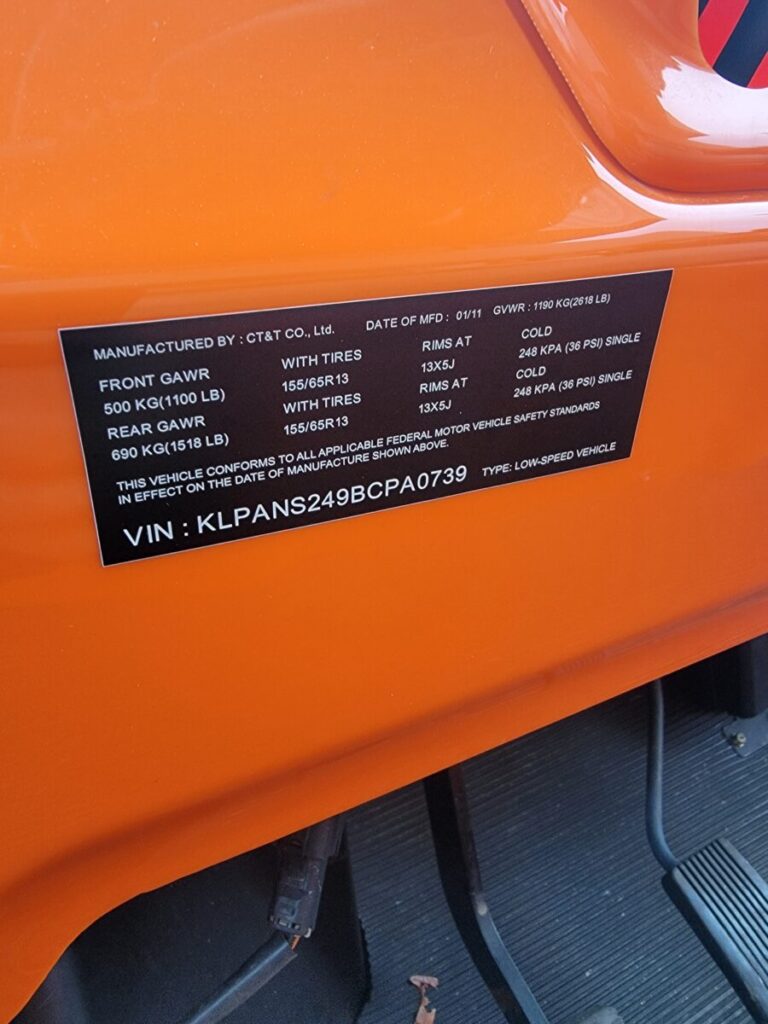 MANUFACTURED BY : CT&T CO., Ltd. DATE OF MFD : 01/11 GVWR : 1190 KG(2618 LB)
FRONT GAWR WITH TIRES RIMS AT COLD
500 KG(1100 LB) 155/65R13 13X5J 248 KPA (36 PSI) SINGLE
REAR GAWR WITH TIRES RIMS AT COLD
690 KG(1518 LB) 155/65R13 13X5J 248 KPA (36 PSI) SINGLE
THIS VEHICLE CONFORMS TO ALL APPLICABLE FEDERAL MOTOR VEHICLE SAFETY STANDARDS
IN EFFECT ON THE DATE OF MANUFACTURE SHOWN ABOVE.
VIN : KLPANS249BCPA0739 TYPE: LOW-SPEED VEHICLE